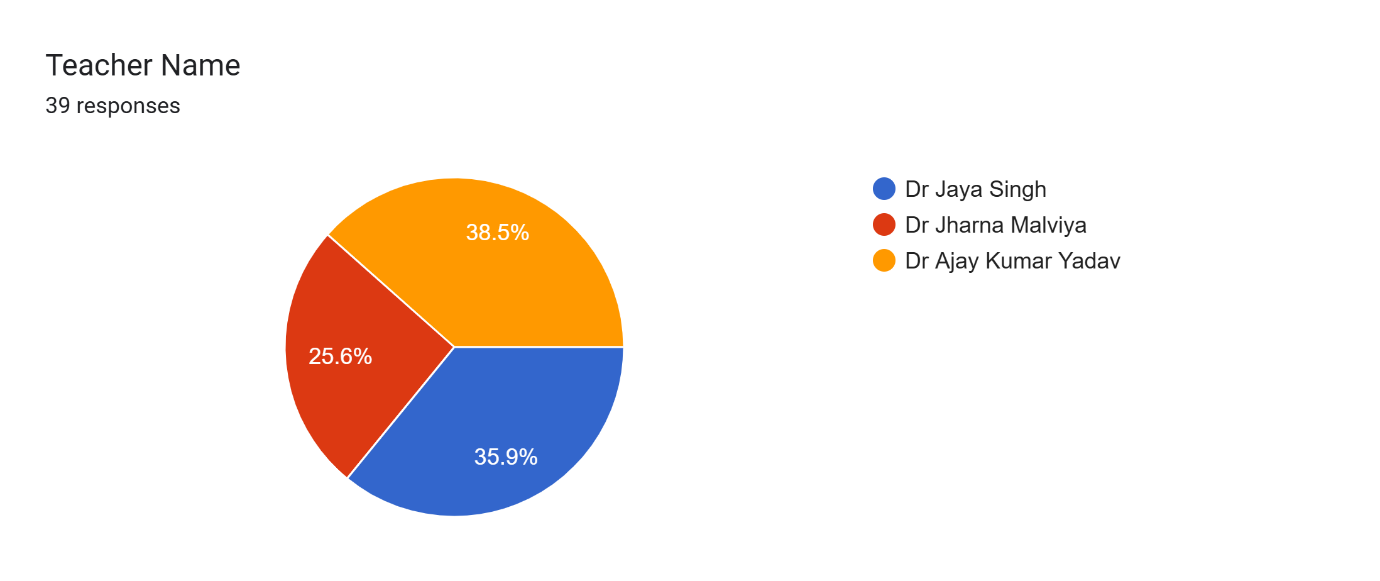 Teacher Name
39 responses
38.5%
25.6%
35.9%
Dr Jaya Singh
Dr Jharna Malviya
Dr Ajay Kumar Yadav